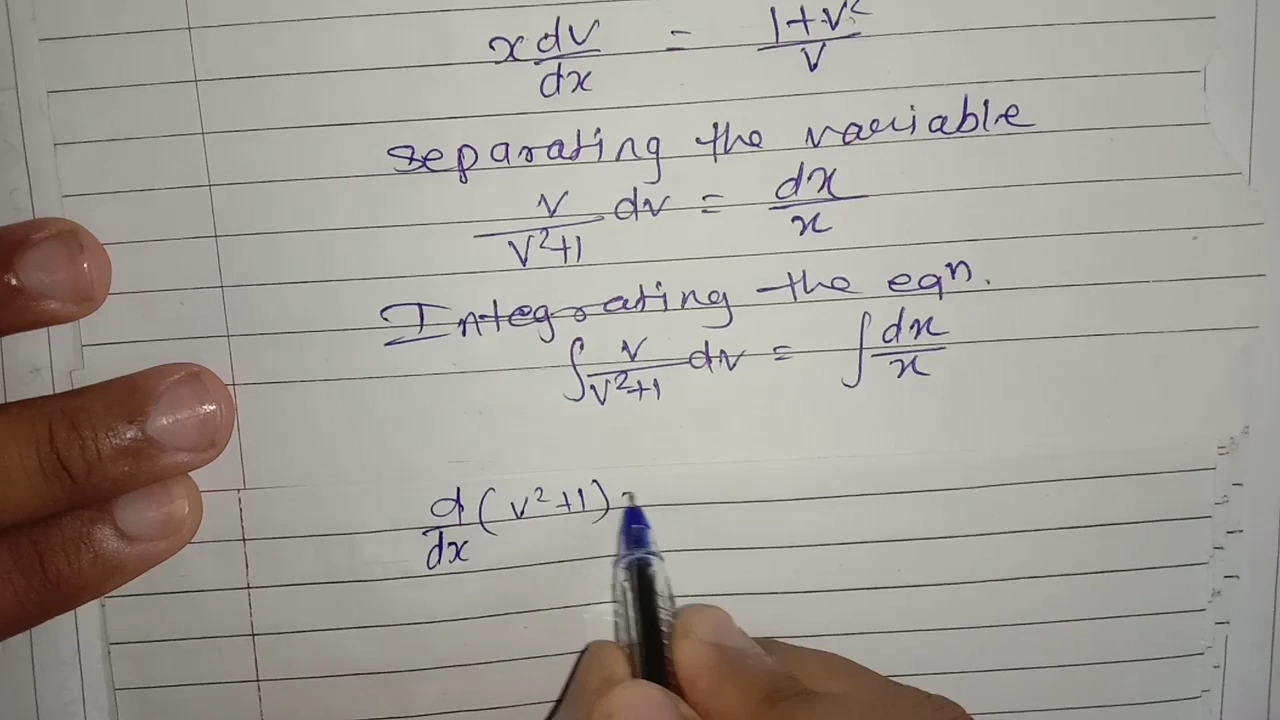 x dv/dx = 1+v²/v
separating the variable
v/v²+1 dv = dx/x
Integrating the eqⁿ.
∫ v/v²+1 dv = ∫ dx/x
d/dx (v²+1) =